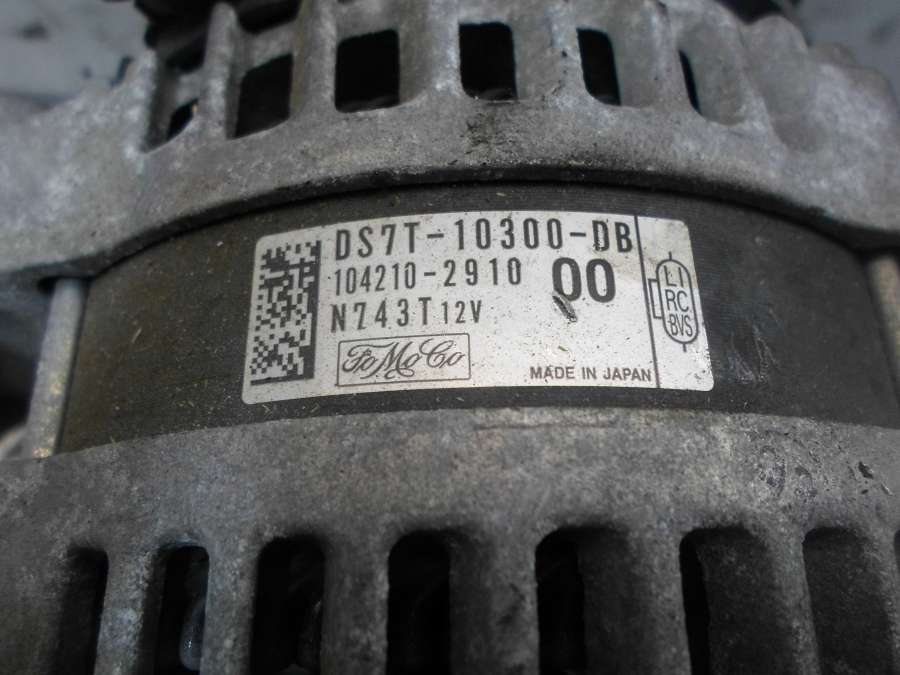 DS7T-10300-DB
104210-2910 00
N743T 12V
FoMoCo
MADE IN JAPAN
LI
RC
BVS